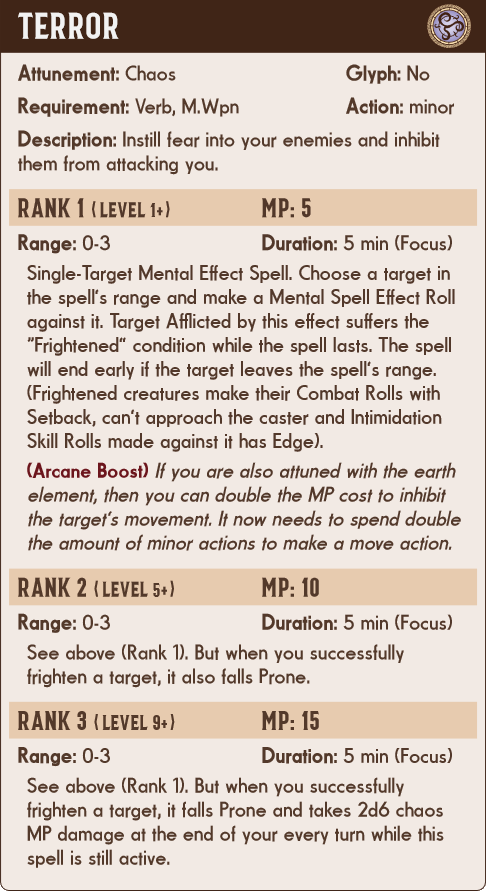 TERROR
Attunement: Chaos Glyph: No
Requirement: Verb, M.Wpn Action: minor
Description: Instill fear into your enemies and inhibit
them from attacking you.
RANK 1 (LEVEL 1+) MP: 5
Range: 0-3 Duration: 5 min (Focus)
Single-Target Mental Effect Spell. Choose a target in
the spell's range and make a Mental Spell Effect Roll
against it. Target Afflicted by this effect suffers the
"Frightened" condition while the spell lasts. The spell
will end early if the target leaves the spell's range.
(Frightened creatures make their Combat Rolls with
Setback, can't approach the caster and Intimidation
Skill Rolls made against it has Edge).
(Arcane Boost) If you are also attuned with the earth
element, then you can double the MP cost to inhibit
the target's movement. It now needs to spend double
the amount of minor actions to make a move action.
RANK 2 (LEVEL 5+) MP: 10
Range: 0-3 Duration: 5 min (Focus)
See above (Rank 1). But when you successfully
frighten a target, it also falls Prone.
RANK 3 (LEVEL 9+) MP: 15
Range: 0-3 Duration: 5 min (Focus)
See above (Rank 1). But when you successfully
frighten a target, it falls Prone and takes 2d6 chaos
MP damage at the end of your every turn while this
spell is still active.